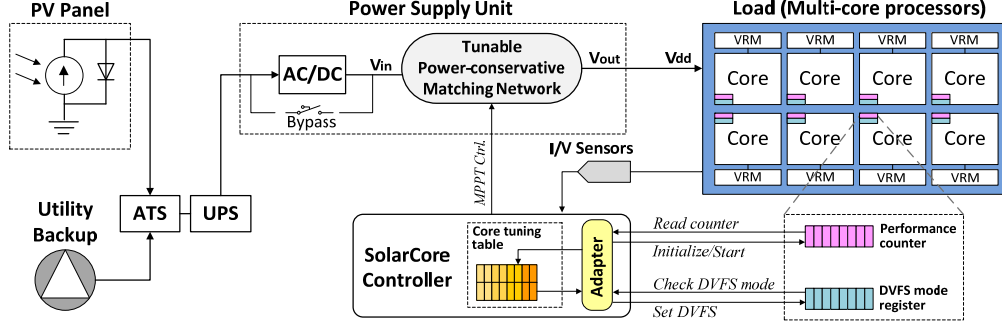 PV Panel
Power Supply Unit
Load (Multi-core processors)
VRM VRM VRM VRM
Core Core Core Core
Core Core Core Core
VRM VRM VRM VRM
AC/DC
Vin
Tunable
Power-conservative
Matching Network
Vout
Vdd
Bypass
MPPT Ctrl.
I/V Sensors
ATS
UPS
Utility
Backup
SolarCore
Controller
Core tuning
table
Adapter
Read counter
Initialize/Start
Check DVFS mode
Set DVFS
Performance
counter
DVFS mode
register